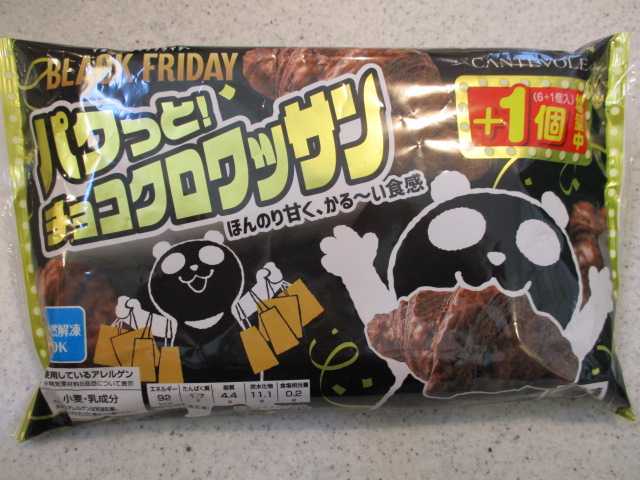 BLACK FRIDAY
CANTEVOLE
パクっと!
チョコクロワッサン
ほんのり甘く、かる〜い食感
(6+1個入)
+1個
中
解凍
OK
使用しているアレルゲン
小麦・乳成分
エネルギー たんぱく質 脂質 炭水化物 食塩相当量
92 1.7 4.4 11.1 0.2